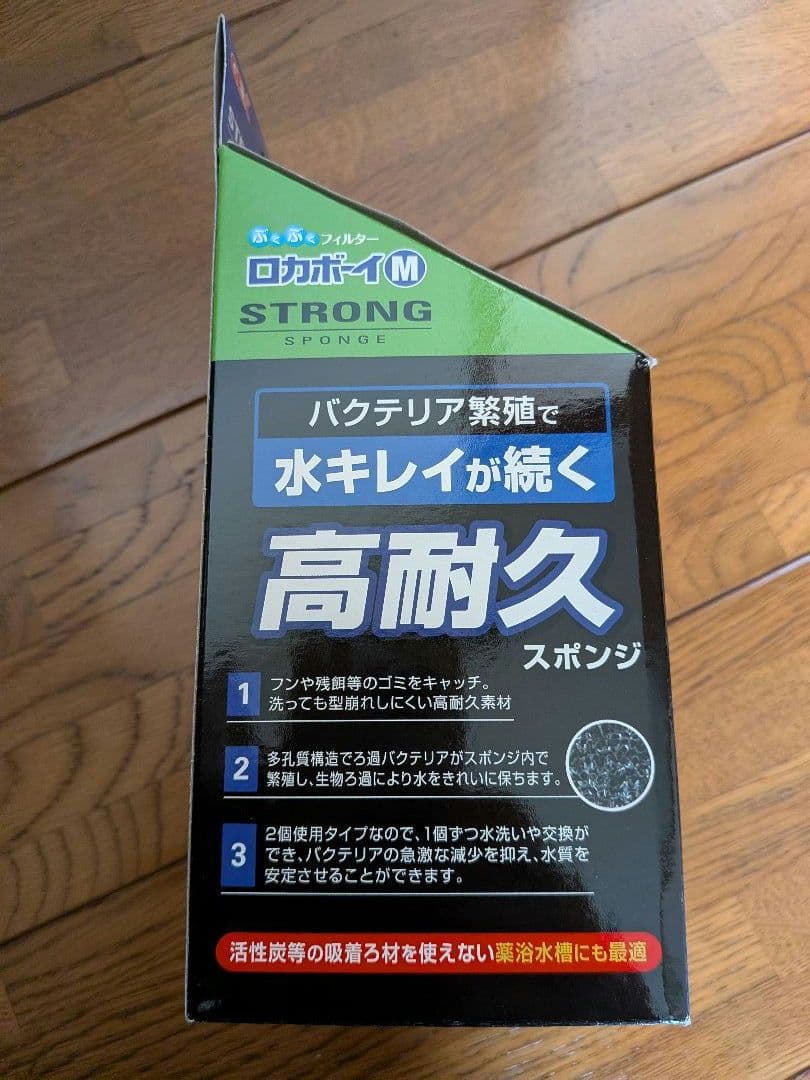 ぶくぶくフィルター
ロカボーイM
STRONG
SPONGE
バクテリア繁殖で
水キレイが続く
高耐久
スポンジ
1 フンや残餌等のゴミをキャッチ。
洗っても型崩れしにくい高耐久素材
2 多孔質構造でろ過バクテリアがスポンジ内で
繁殖し、生物ろ過により水をきれいに保ちます。
3 2個使用タイプなので、1個ずつ水洗いや交換が
でき、バクテリアの急激な減少を抑え、水質を
安定させることができます。
活性炭等の吸着ろ材を使えない薬浴水槽にも最適